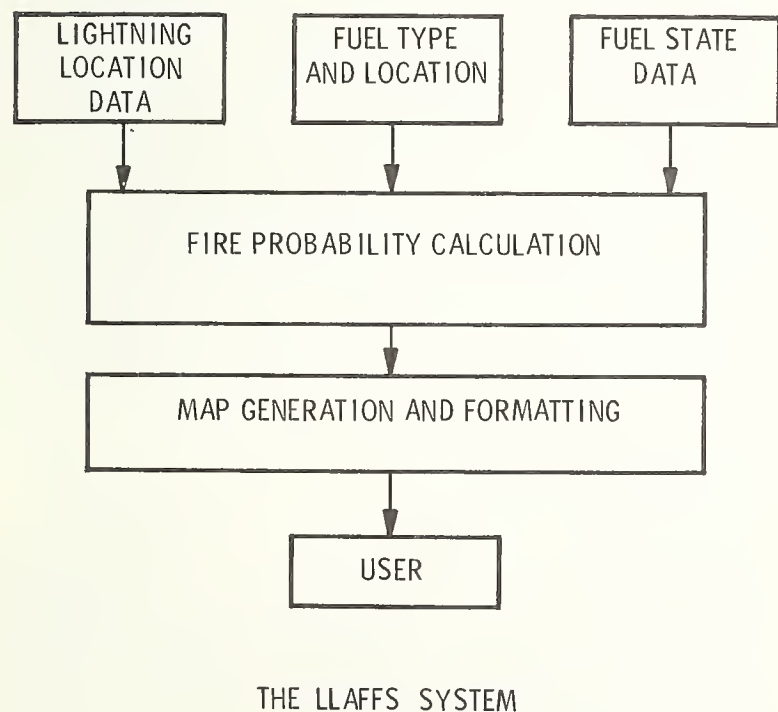 LIGHTNING
LOCATION
DATA
FUEL TYPE
AND LOCATION
FUEL STATE
DATA
FIRE PROBABILITY CALCULATION
MAP GENERATION AND FORMATTING
USER
THE LLAFFS SYSTEM